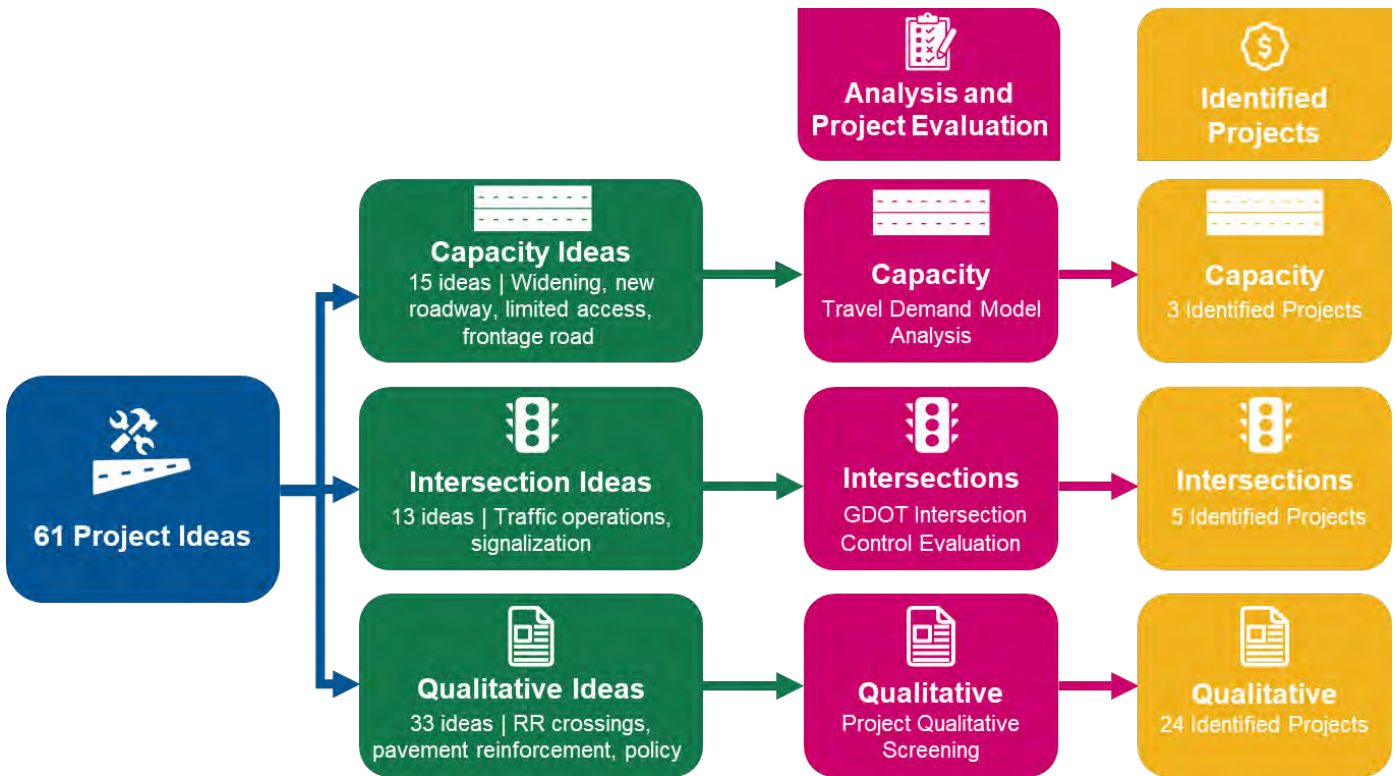 Analysis and
Project Evaluation
Identified
Projects
61 Project Ideas
Capacity Ideas
15 ideas | Widening, new
roadway, limited access,
frontage road
Capacity
Travel Demand Model
Analysis
Capacity
3 Identified Projects
Intersection Ideas
13 ideas | Traffic operations,
signalization
Intersections
GDOT Intersection
Control Evaluation
Intersections
5 Identified Projects
Qualitative Ideas
33 ideas | RR crossings,
pavement reinforcement, policy
Qualitative
Project Qualitative
Screening
Qualitative
24 Identified Projects
$